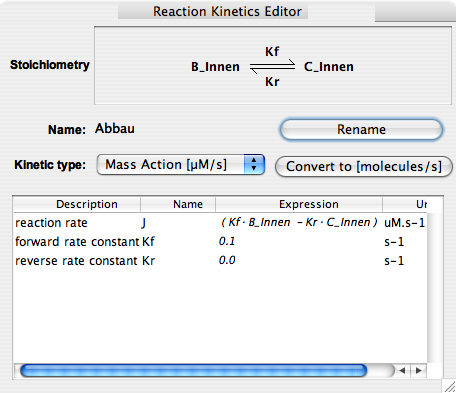 Reaction Kinetics Editor
Stoichiometry
Kf
B_Innen C_Innen
Kr
Name: Abbau Rename
Kinetic type: Mass Action [µM/s] Convert to [molecules/s]
Description Name Expression Ur
reaction rate J ( Kf · B_Innen - Kr · C_Innen ) uM.s-1
forward rate constant Kf 0.1 s-1
reverse rate constant Kr 0.0 s-1